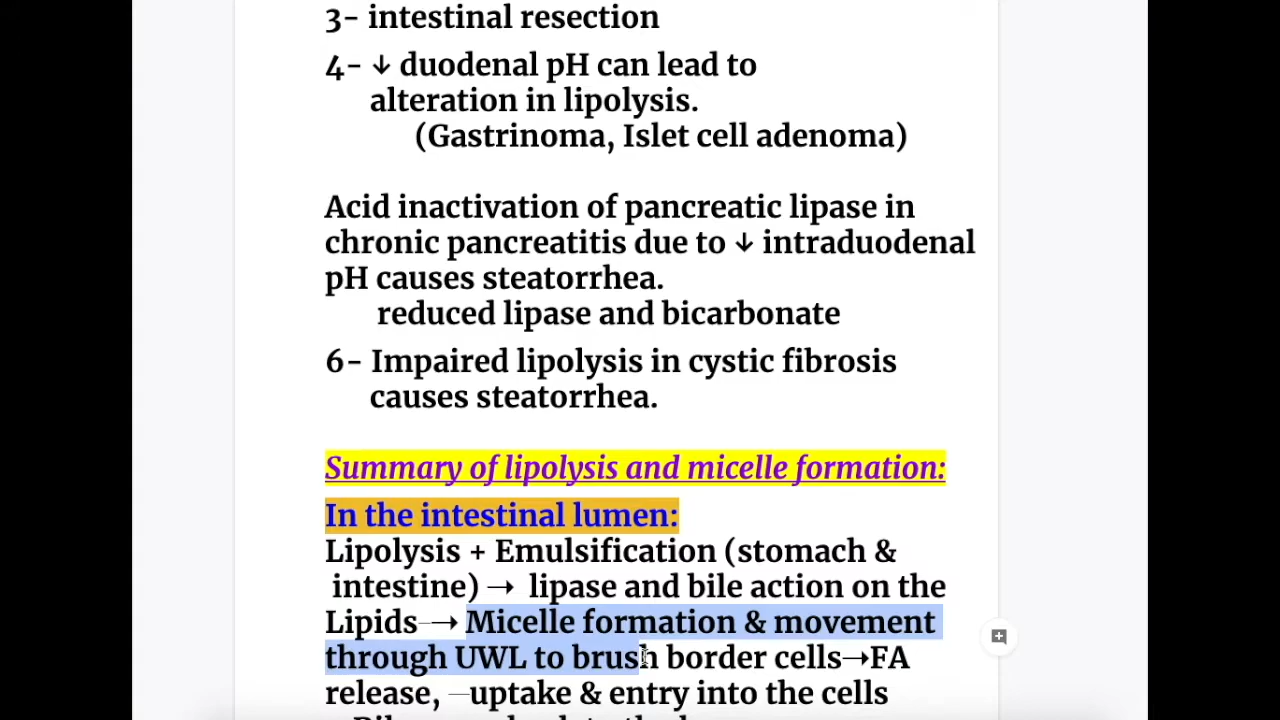 3- intestinal resection
4- ↓ duodenal pH can lead to
alteration in lipolysis.
(Gastrinoma, Islet cell adenoma)
Acid inactivation of pancreatic lipase in
chronic pancreatitis due to ↓ intraduodenal
pH causes steatorrhea.
reduced lipase and bicarbonate
6- Impaired lipolysis in cystic fibrosis
causes steatorrhea.
Summary of lipolysis and micelle formation:
In the intestinal lumen:
Lipolysis + Emulsification (stomach &
intestine) → lipase and bile action on the
Lipids → Micelle formation & movement
through UWL to brush border cells→FA
release, –uptake & entry into the cells